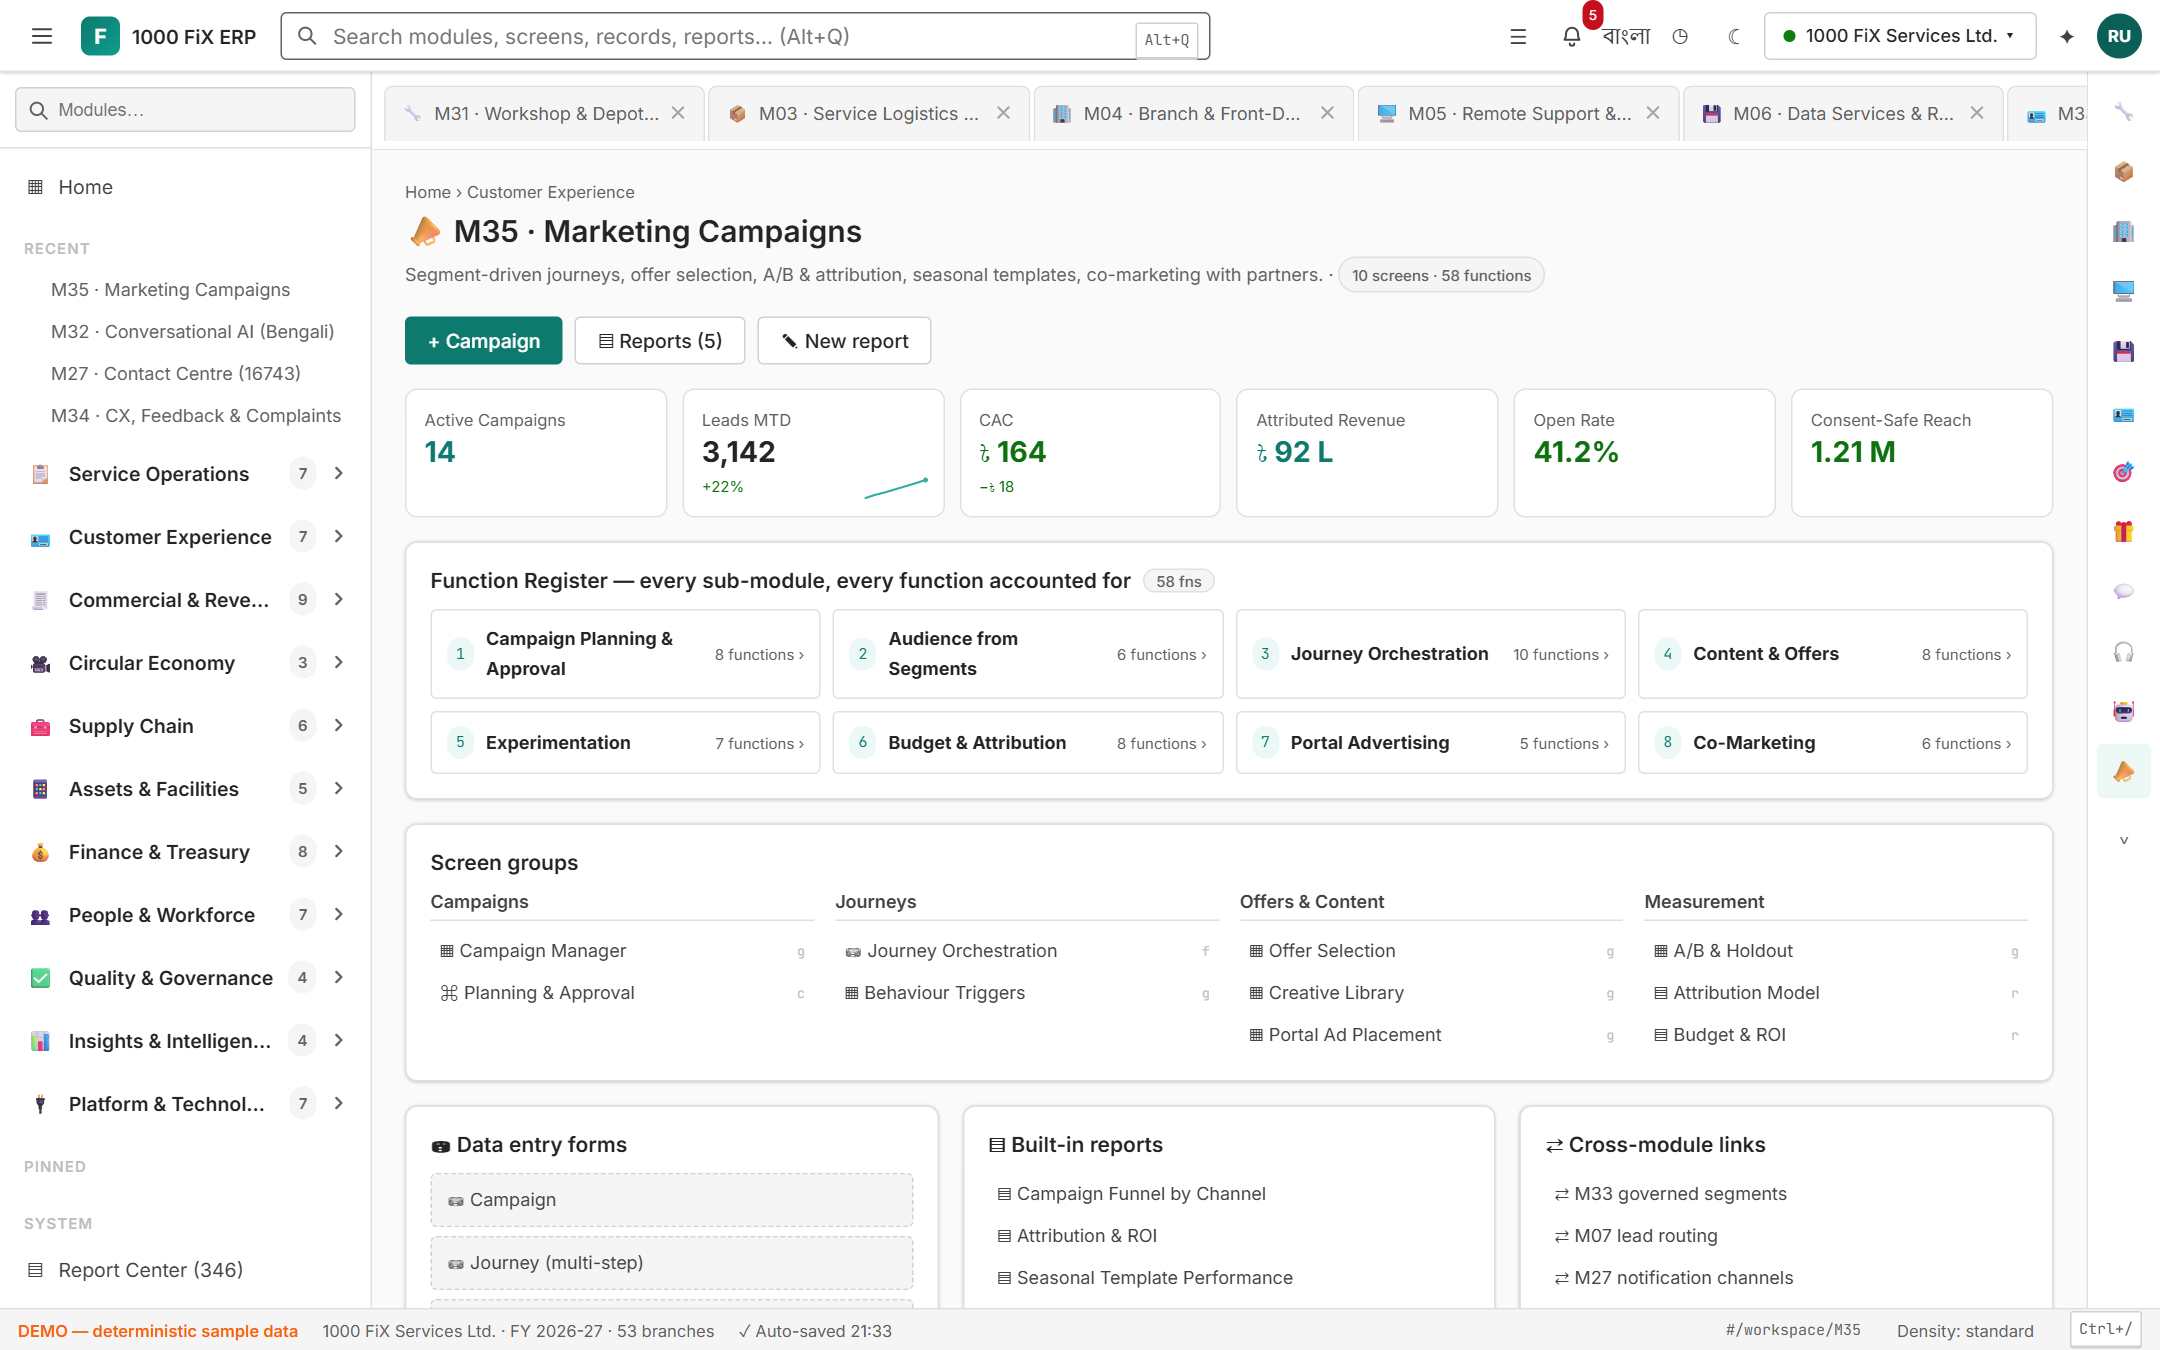 F 1000 FiX ERP
Search modules, screens, records, reports... (Alt+Q)
Alt+Q
5
বাংলা
1000 FiX Services Ltd.
RU
Modules...
M31 · Workshop & Depot...
M03 · Service Logistics ...
M04 · Branch & Front-D...
M05 · Remote Support &...
M06 · Data Services & R...
Home
RECENT
M35 · Marketing Campaigns
M32 · Conversational AI (Bengali)
M27 · Contact Centre (16743)
M34 · CX, Feedback & Complaints
Service Operations 7
Customer Experience 7
Commercial & Reve... 9
Circular Economy 3
Supply Chain 6
Assets & Facilities 5
Finance & Treasury 8
People & Workforce 7
Quality & Governance 4
Insights & Intelligen... 4
Platform & Technol... 7
PINNED
SYSTEM
Report Center (346)
Home › Customer Experience
M35 · Marketing Campaigns
Segment-driven journeys, offer selection, A/B & attribution, seasonal templates, co-marketing with partners. · 10 screens · 58 functions
+ Campaign
Reports (5)
New report
Active Campaigns
14
Leads MTD
3,142
+22%
CAC
৳ 164
−৳ 18
Attributed Revenue
৳ 92 L
Open Rate
41.2%
Consent-Safe Reach
1.21 M
Function Register — every sub-module, every function accounted for 58 fns
1 Campaign Planning & Approval 8 functions ›
2 Audience from Segments 6 functions ›
3 Journey Orchestration 10 functions ›
4 Content & Offers 8 functions ›
5 Experimentation 7 functions ›
6 Budget & Attribution 8 functions ›
7 Portal Advertising 5 functions ›
8 Co-Marketing 6 functions ›
Screen groups
Campaigns
Campaign Manager g
Planning & Approval c
Journeys
Journey Orchestration f
Behaviour Triggers g
Offers & Content
Offer Selection g
Creative Library g
Portal Ad Placement g
Measurement
A/B & Holdout g
Attribution Model r
Budget & ROI r
Data entry forms
Campaign
Journey (multi-step)
Built-in reports
Campaign Funnel by Channel
Attribution & ROI
Seasonal Template Performance
Cross-module links
M33 governed segments
M07 lead routing
M27 notification channels
DEMO — deterministic sample data
1000 FiX Services Ltd. · FY 2026-27 · 53 branches
✓ Auto-saved 21:33
#/workspace/M35
Density: standard
Ctrl+/